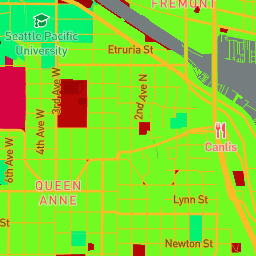 FREMONT
Seattle Pacific
University
Etruria St
3rd Ave W
2nd Ave N
4th Ave W
6th Ave W
Canlis
QUEEN
ANNE
Lynn St
St
Newton St